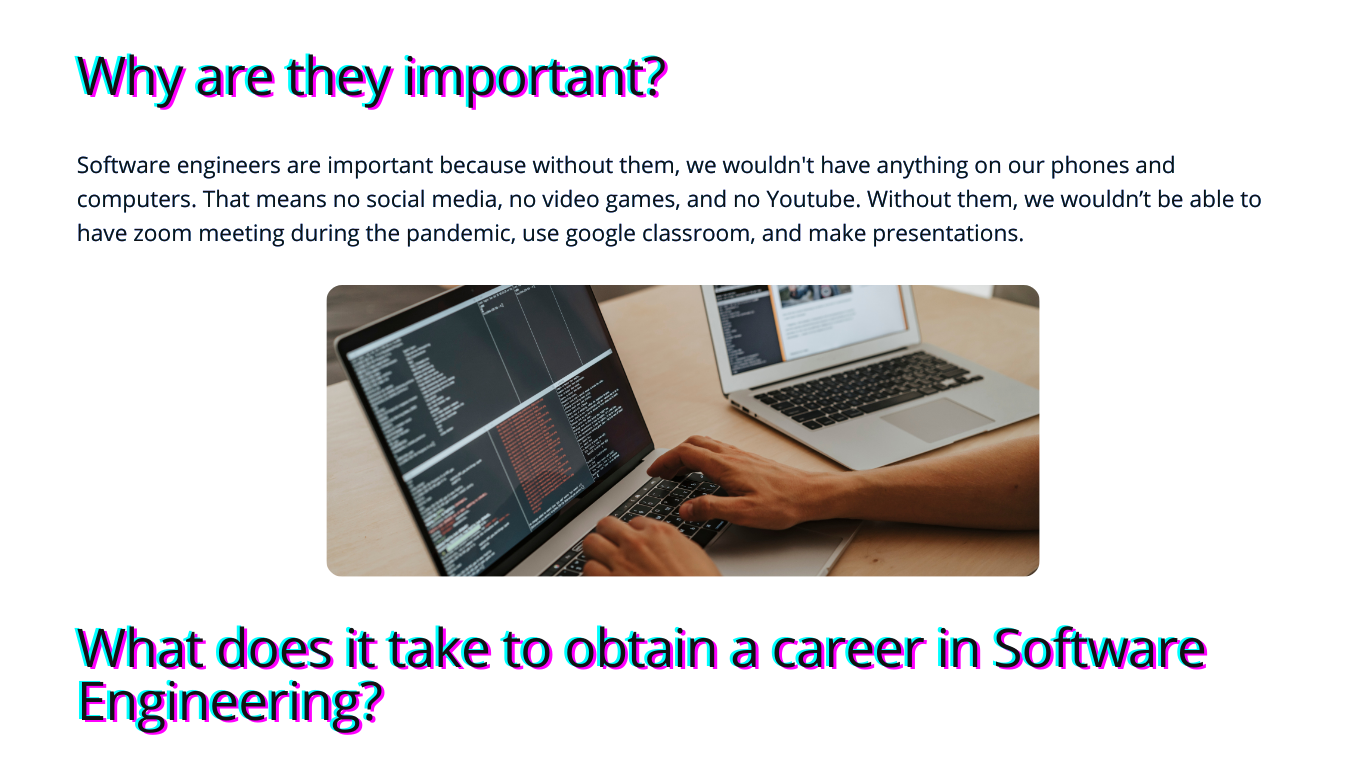 Why are they important?
Software engineers are important because without them, we wouldn't have anything on our phones and
computers. That means no social media, no video games, and no Youtube. Without them, we wouldn’t be able to
have zoom meeting during the pandemic, use google classroom, and make presentations.
What does it take to obtain a career in Software
Engineering?